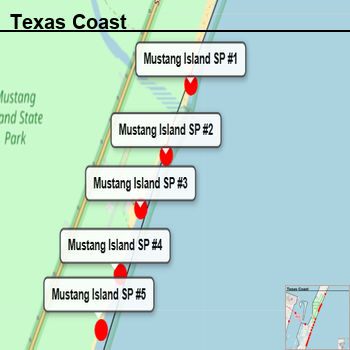 Texas Coast
Mustang Island SP #1
Mustang
and State
Park
Mustang Island SP #2
Mustang Island SP #3
Mustang Island SP #4
Mustang Island SP #5
Texas Coast